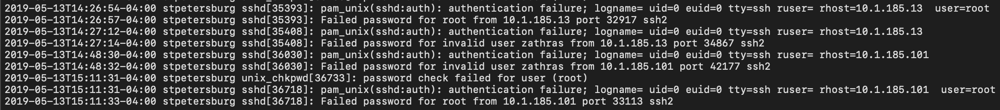 2019-05-13T14:26:54-04:00 stpetersburg sshd[35393]: pam_unix(sshd:auth): authentication failure; logname= uid=0 euid=0 tty=ssh ruser= rhost=10.1.185.13  user=root
2019-05-13T14:26:57-04:00 stpetersburg sshd[35393]: Failed password for root from 10.1.185.13 port 32917 ssh2
2019-05-13T14:27:12-04:00 stpetersburg sshd[35408]: pam_unix(sshd:auth): authentication failure; logname= uid=0 euid=0 tty=ssh ruser= rhost=10.1.185.13
2019-05-13T14:27:14-04:00 stpetersburg sshd[35408]: Failed password for invalid user zathras from 10.1.185.13 port 34867 ssh2
2019-05-13T14:48:30-04:00 stpetersburg sshd[36030]: pam_unix(sshd:auth): authentication failure; logname= uid=0 euid=0 tty=ssh ruser= rhost=10.1.185.101
2019-05-13T14:48:32-04:00 stpetersburg sshd[36030]: Failed password for invalid user zathras from 10.1.185.101 port 42177 ssh2
2019-05-13T15:11:31-04:00 stpetersburg unix_chkpwd[36733]: password check failed for user (root)
2019-05-13T15:11:31-04:00 stpetersburg sshd[36718]: pam_unix(sshd:auth): authentication failure; logname= uid=0 euid=0 tty=ssh ruser= rhost=10.1.185.101  user=root
2019-05-13T15:11:33-04:00 stpetersburg sshd[36718]: Failed password for root from 10.1.185.101 port 33113 ssh2